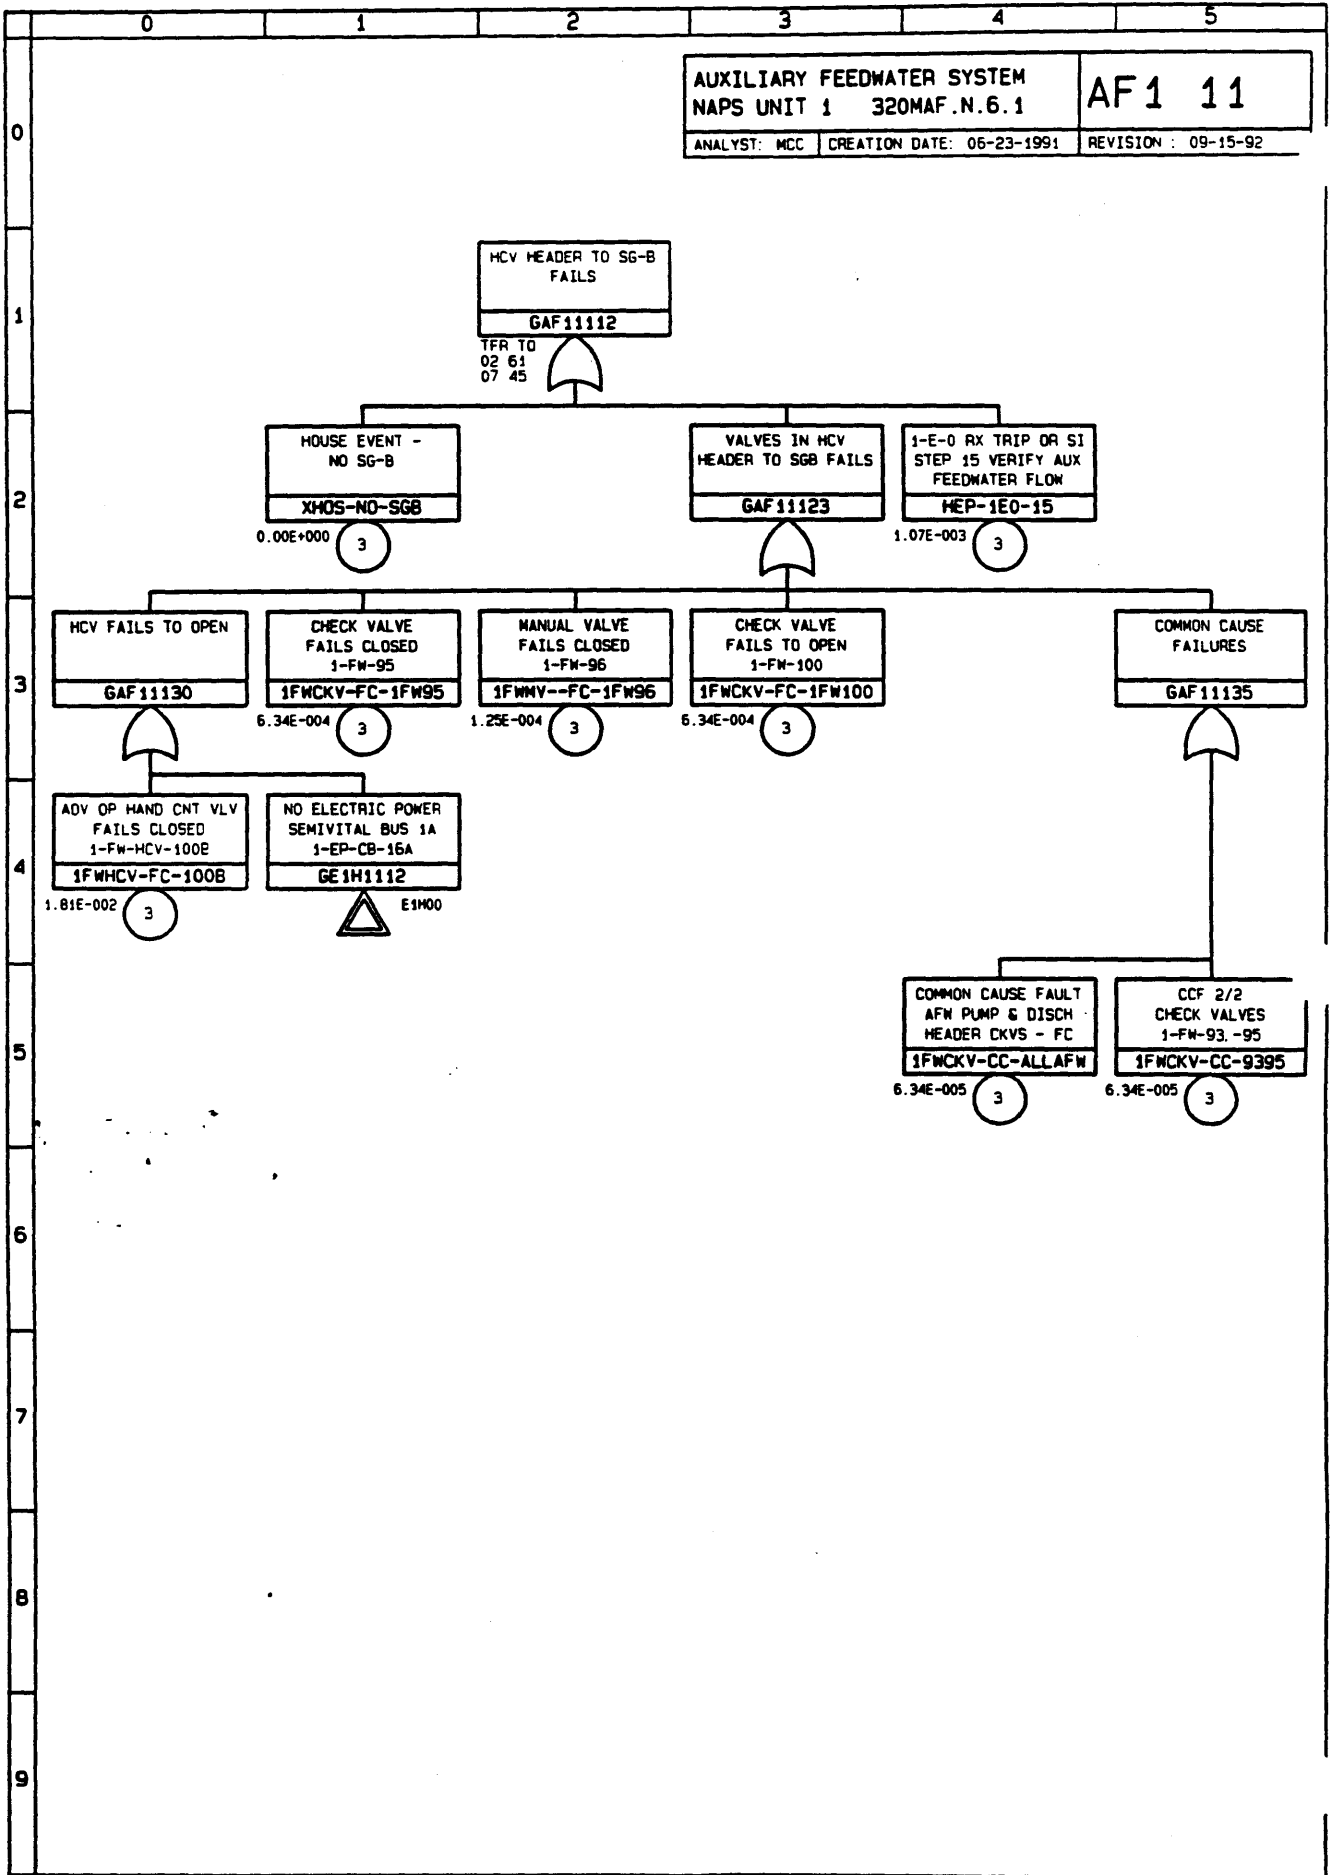 0 1 2 3 4 5
AUXILIARY FEEDWATER SYSTEM
NAPS UNIT 1 320MAF.N.6.1
AF1 11
ANALYST: MCC CREATION DATE: 06-23-1991 REVISION : 09-15-92
0
HCV HEADER TO SG-B
FAILS
GAF11112
TFR TO
02 61
07 45
1
HOUSE EVENT -
NO SG-B
XHOS-NO-SGB
0.00E+000
3
VALVES IN HCV
HEADER TO SGB FAILS
GAF11123
1-E-0 RX TRIP OR SI
STEP 15 VERIFY AUX
FEEDWATER FLOW
HEP-1E0-15
1.07E-003
3
2
HCV FAILS TO OPEN
GAF11130
CHECK VALVE
FAILS CLOSED
1-FW-95
1FWCKV-FC-1FW95
6.34E-004
3
MANUAL VALVE
FAILS CLOSED
1-FW-96
1FWMV--FC-1FW96
1.25E-004
3
CHECK VALVE
FAILS TO OPEN
1-FW-100
1FWCKV-FC-1FW100
6.34E-004
3
COMMON CAUSE
FAILURES
GAF11135
3
AOV OP HAND CNT VLV
FAILS CLOSED
1-FW-HCV-100B
1FWHCV-FC-100B
1.81E-002
3
NO ELECTRIC POWER
SEMIVITAL BUS 1A
1-EP-CB-16A
GE1H1112
E1H00
4
COMMON CAUSE FAULT
AFW PUMP & DISCH
HEADER CKVS - FC
1FWCKV-CC-ALLAFW
6.34E-005
3
CCF 2/2
CHECK VALVES
1-FW-93.-95
1FWCKV-CC-9395
6.34E-005
3
5
6
7
8
9